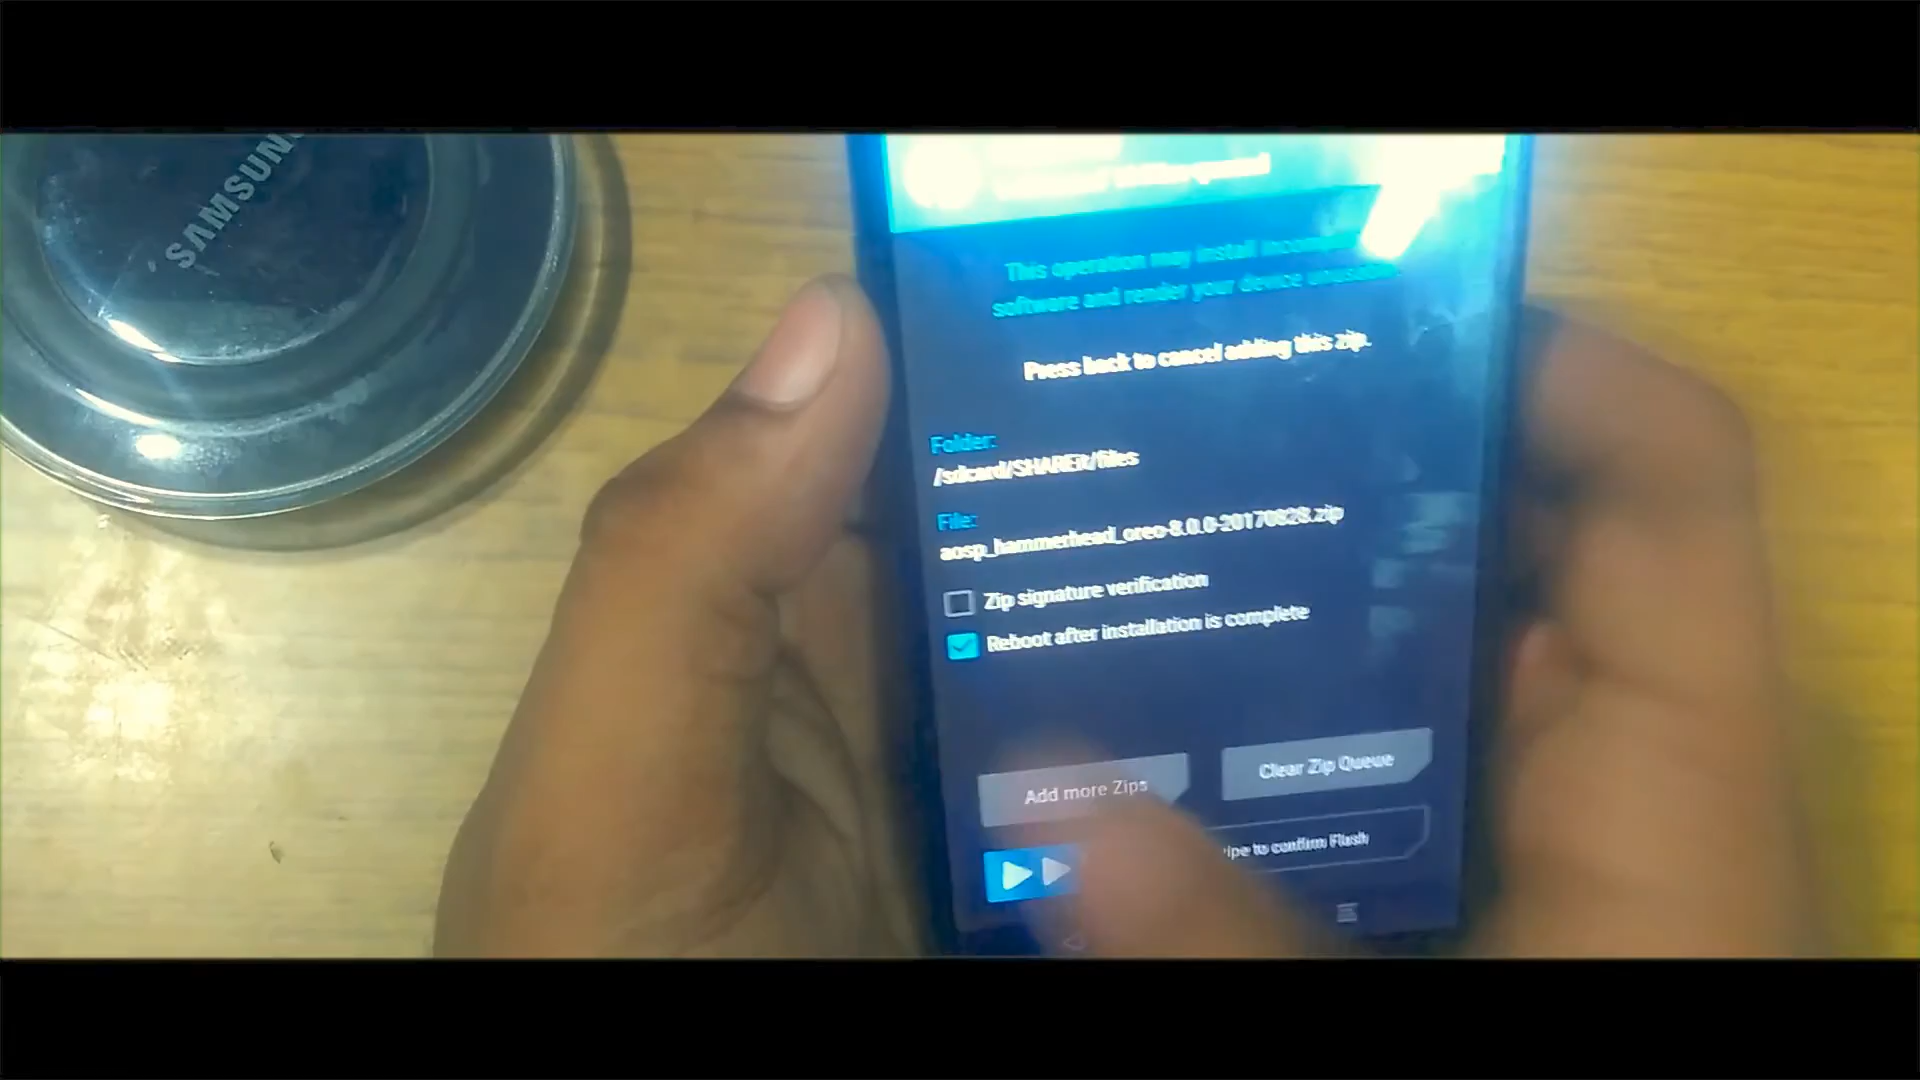 SAMSUNG
This operation may install
software and render your device
Press back to cancel adding this zip.
Folder:
/sdcard/SHAREit/files
File:
aosp_hammerhead_oreo-8.0.0-20170828.zip
Zip signature verification
Reboot after installation is complete
Add more Zips
Clear Zip Queue
to confirm Flash